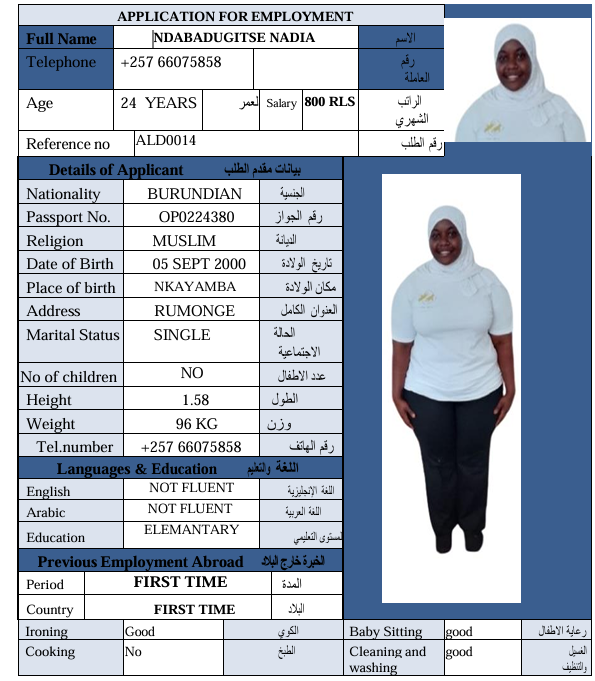 APPLICATION FOR EMPLOYMENT
Full Name NDABADUGITSE NADIA الاسم
Telephone +257 66075858 رقم
العاملة
Age 24 YEARS لعمر Salary 800 RLS الراتب
الشهري
Reference no ALD0014 رقم الطلب
Details of Applicant بيانات مقدم الطلب
Nationality BURUNDIAN الجنسية
Passport No. OP0224380 رقم الجواز
Religion MUSLIM الديانة
Date of Birth 05 SEPT 2000 تاريخ الولادة
Place of birth NKAYAMBA مكان الولادة
Address RUMONGE العنوان الكامل
Marital Status SINGLE الحالة
الاجتماعية
No of children NO عدد الاطفال
Height 1.58 الطول
Weight 96 KG وزن
Tel.number +257 66075858 رقم الهاتف
Languages & Education اللغة والتعليم
English NOT FLUENT اللغة الإنجليزية
Arabic NOT FLUENT اللغة العربية
Education ELEMANTARY لمستوى التعليمي
Previous Employment Abroad الخبرة خارج البلاد
Period FIRST TIME المدة
Country FIRST TIME البلاد
Ironing Good الكوي Baby Sitting good رعاية الاطفال
Cooking No الطبخ Cleaning and good الغسيل
washing والتنظيف